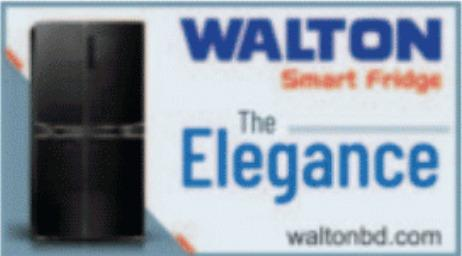 WALTON
Smart Fridge
The
Elegance
waltonbd.com